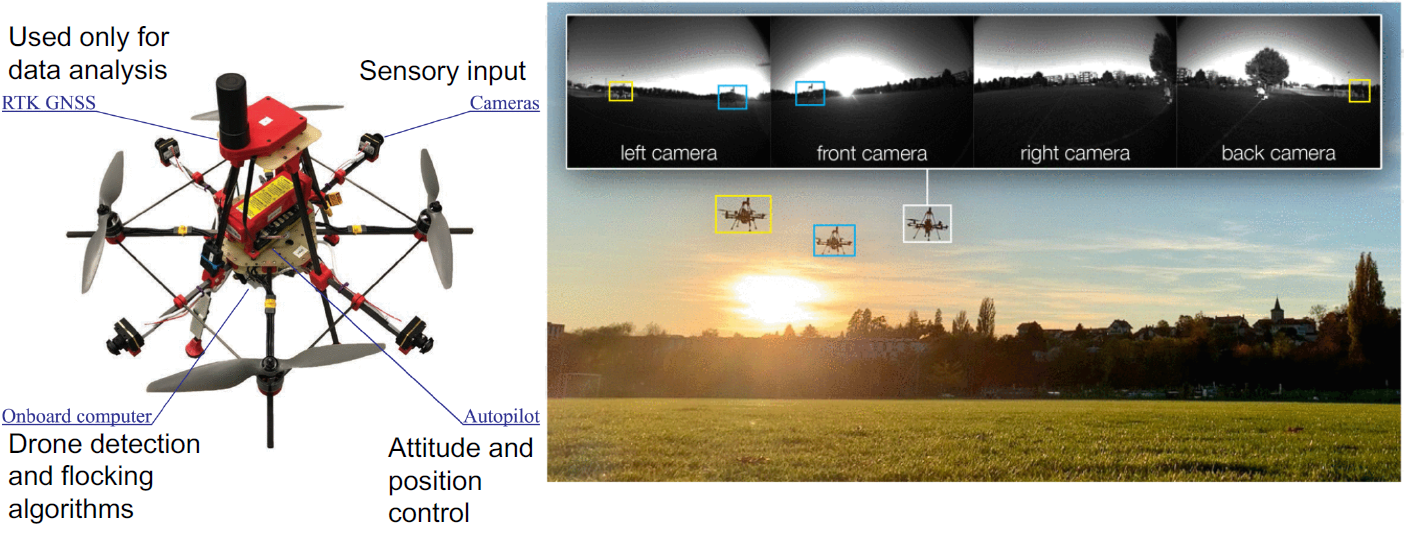 Used only for
data analysis
RTK GNSS
Sensory input
Cameras
Onboard computer
Drone detection
and flocking
algorithms
Autopilot
Attitude and
position
control
left camera
front camera
right camera
back camera